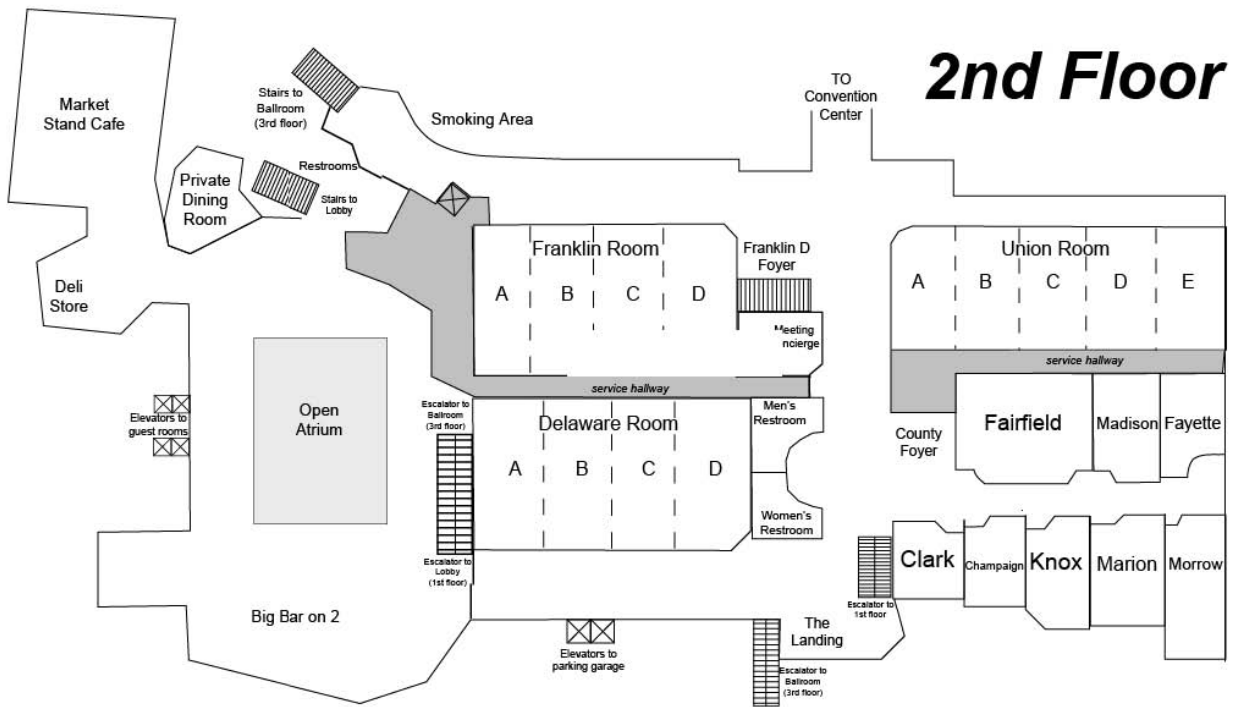 2nd Floor
TO
Convention
Center
Market
Stand Cafe
Stairs to
Ballroom
(3rd floor)
Smoking Area
Restrooms
Private
Dining
Room
Stairs to
Lobby
Deli
Store
Franklin Room
A B C D
Franklin D
Foyer
Meeting
ncierge
Union Room
A B C D E
service hallway
service hallway
Open
Atrium
Elevators to
guest rooms
Escalator to
Ballroom
(3rd floor)
Delaware Room
A B C D
Men's
Restroom
Women's
Restroom
County
Foyer
Fairfield
Madison
Fayette
Escalator to
Lobby
(1st floor)
Big Bar on 2
Clark
Champaign
Knox
Marion
Morrow
Escalator to
1st floor
The
Landing
Elevators to
parking garage
Escalator to
Ballroom
(3rd floor)